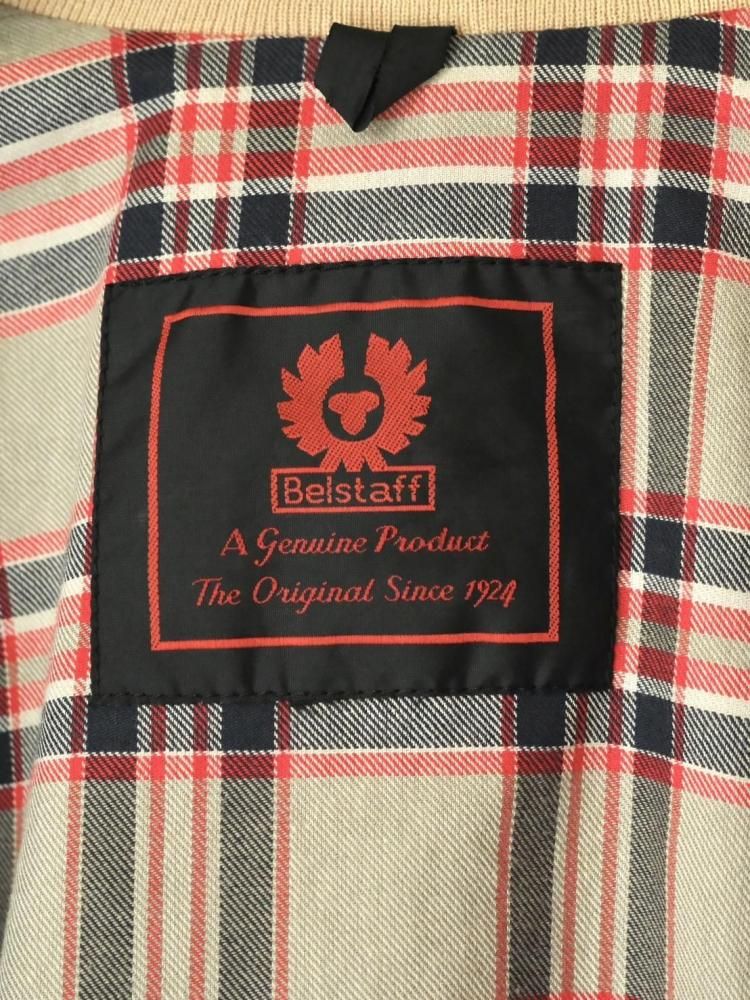 Belstaff
A Genuine Product
The Original Since 1924